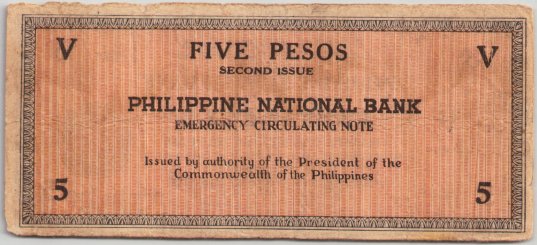 V FIVE PESOS V
SECOND ISSUE
PHILIPPINE NATIONAL BANK
EMERGENCY CIRCULATING NOTE
Issued by authority of the President of the
Commonwealth of the Philippines
5 5